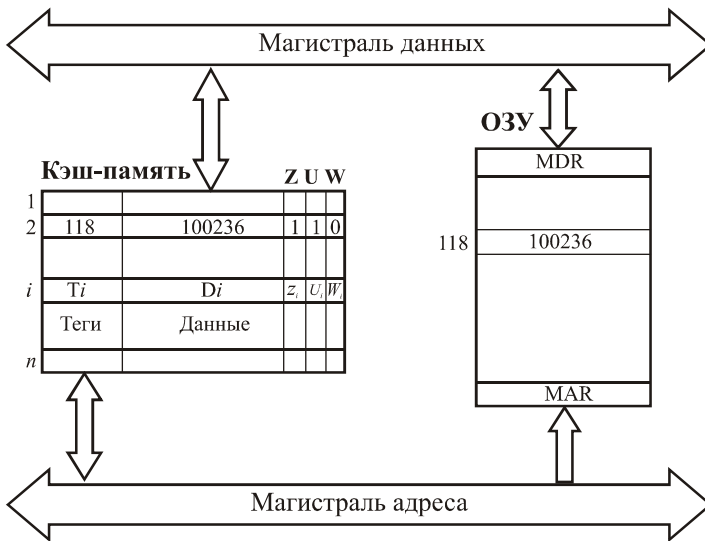 Магистраль данных
ОЗУ
Кэш-память Z U W
MDR
1
2 118 100236 1 1 0
118 100236
i Ti Di Zi Ui Wi
Теги Данные
n
MAR
Магистраль адреса